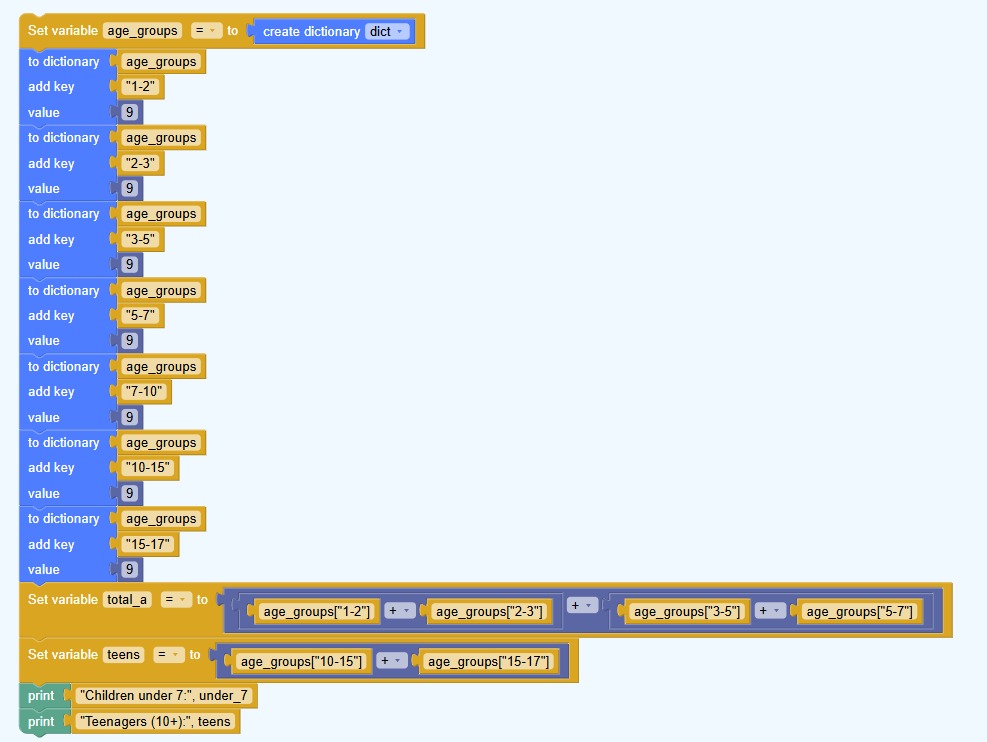 Set variable age_groups = to create dictionary dict
to dictionary age_groups
add key "1-2"
value 9
to dictionary age_groups
add key "2-3"
value 9
to dictionary age_groups
add key "3-5"
value 9
to dictionary age_groups
add key "5-7"
value 9
to dictionary age_groups
add key "7-10"
value 9
to dictionary age_groups
add key "10-15"
value 9
to dictionary age_groups
add key "15-17"
value 9
Set variable total_a = to age_groups["1-2"] + age_groups["2-3"] + age_groups["3-5"] + age_groups["5-7"]
Set variable teens = to age_groups["10-15"] + age_groups["15-17"]
print "Children under 7:", under_7
print "Teenagers (10+):", teens